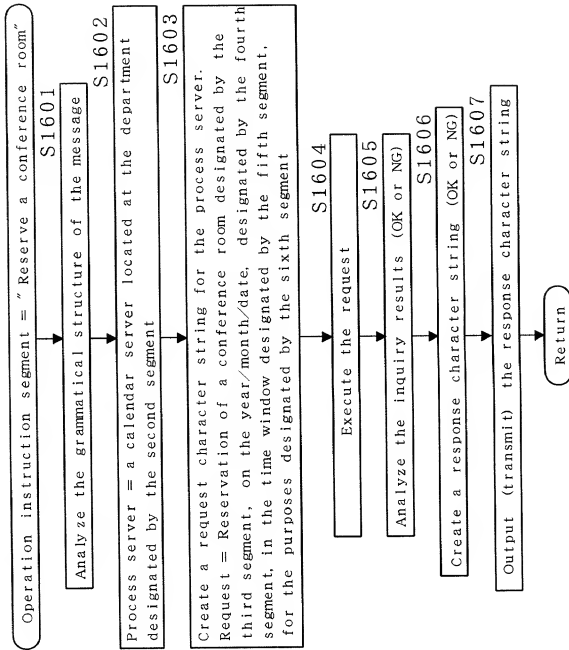 Operation instruction segment = " Reserve a conference room"
S1601
Analyze the grammatical structure of the message
S1602
Process server = a calendar server located at the department
designated by the second segment
S1603
Create a request character string for the process server.
Request = Reservation of a conference room designated by the
third segment, on the year/month/date, designated by the fourth
segment, in the time window designated by the fifth segment,
for the purposes designated by the sixth segment
S1604
Execute the request
S1605
Analyze the inquiry results (OK or NG)
S1606
Create a response character string (OK or NG)
S1607
Output (transmit) the response character string
Return